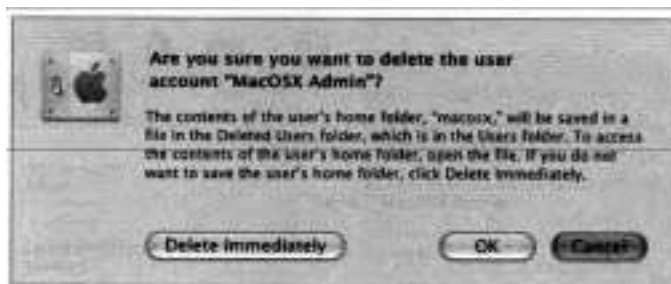 Are you sure you want to delete the user
account "MacOSX Admin"?
The contents of the user's home folder, "macosx," will be saved in a
file in the Deleted Users folder, which is in the Users folder. To access
the contents of the user's home folder, open the file. If you do not
want to save the user's home folder, click Delete Immediately.
Delete Immediately OK Cancel